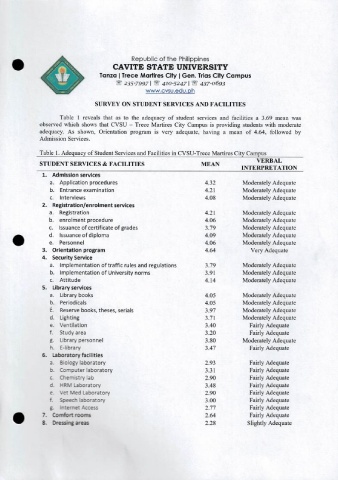 Republic of the Philippines
CAVITE STATE UNIVERSITY
Tanza | Trece Martires City | Gen. Trias City Campus
☏ 235-7997 | ☏ 410-5247 | ☏ 437-0693
www.cvsu.edu.ph
SURVEY ON STUDENT SERVICES AND FACILITIES
Table 1 reveals that as to the adequacy of student services and facilities a 3.69 mean was
observed which shows that CVSU – Trece Martires City Campus is providing students with moderate
adequacy. As shown, Orientation program is very adequate, having a mean of 4.64, followed by
Admission Services.
Table 1. Adequacy of Student Services and Facilities in CVSU-Trece Martires City Campus
STUDENT SERVICES & FACILITIES MEAN VERBAL INTERPRETATION
1. Admission services
a. Application procedures 4.32 Moderately Adequate
b. Entrance examination 4.21 Moderately Adequate
c. Interviews 4.08 Moderately Adequate
2. Registration/enrolment services
a. Registration 4.21 Moderately Adequate
b. enrolment procedure 4.06 Moderately Adequate
c. issuance of certificate of grades 3.79 Moderately Adequate
d. Issuance of diploma 4.09 Moderately Adequate
e. Personnel 4.06 Moderately Adequate
3. Orientation program 4.64 Very Adequate
4. Security Service
a. Implementation of traffic rules and regulations 3.79 Moderately Adequate
b. Implementation of University norms 3.91 Moderately Adequate
c. Attitude 4.14 Moderately Adequate
5. Library services
a. Library books 4.05 Moderately Adequate
b. Periodicals 4.03 Moderately Adequate
c. Reserve books, theses, serials 3.97 Moderately Adequate
d. Lighting 3.71 Moderately Adequate
e. Ventilation 3.40 Fairly Adequate
f. Study area 3.20 Fairly Adequate
g. Library personnel 3.80 Moderately Adequate
h. E-library 3.47 Fairly Adequate
6. Laboratory facilities
a. Biology laboratory 2.93 Fairly Adequate
b. Computer laboratory 3.31 Fairly Adequate
c. Chemistry lab 2.90 Fairly Adequate
d. HRM Laboratory 3.48 Fairly Adequate
e. Vet Med Laboratory 2.90 Fairly Adequate
f. Speech laboratory 3.00 Fairly Adequate
g. Internet Access 2.77 Fairly Adequate
7. Comfort rooms 2.64 Fairly Adequate
8. Dressing areas 2.28 Slightly Adequate